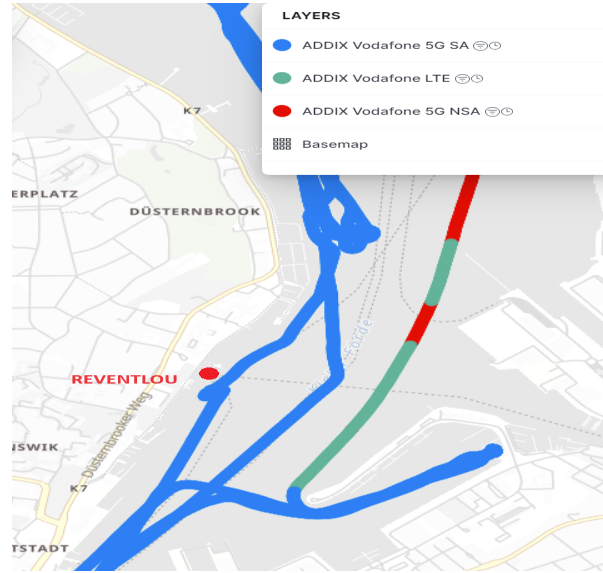 LAYERS
ADDIX Vodafone 5G SA
ADDIX Vodafone LTE
ADDIX Vodafone 5G NSA
Basemap
K7
ERPLATZ
DÜSTERNBROOK
REVENTLOU
Düsternbrooker Weg
NSWIK
K7
TSTADT